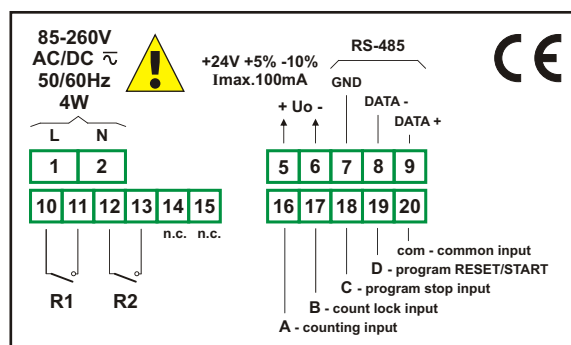 85-260V
AC/DC
50/60Hz
4W
L N
1 2
10 11 12 13 14 15
n.c. n.c.
R1 R2
!
+24V +5% -10%
Imax.100mA
+ Uo -
RS-485
GND
DATA -
DATA +
CE
5 6 7 8 9
16 17 18 19 20
com - common input
D - program RESET/START
C - program stop input
B - count lock input
A - counting input